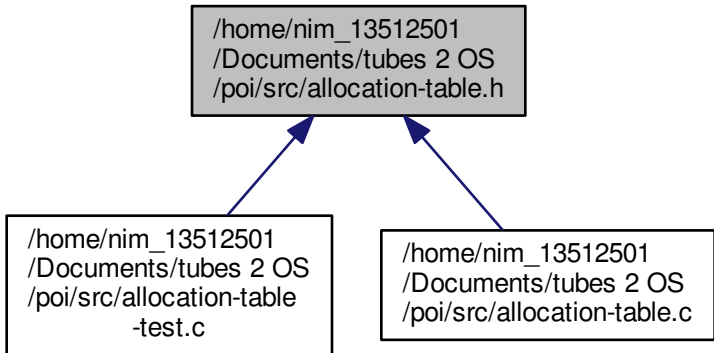 /home/nim_13512501
/Documents/tubes 2 OS
/poi/src/allocation-table.h
/home/nim_13512501
/Documents/tubes 2 OS
/poi/src/allocation-table
-test.c
/home/nim_13512501
/Documents/tubes 2 OS
/poi/src/allocation-table.c